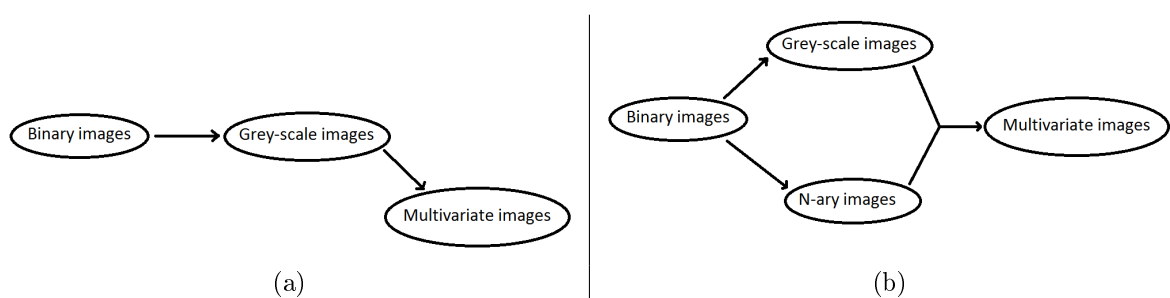 Binary images
Grey-scale images
Multivariate images
(a)
Grey-scale images
Binary images
Multivariate images
N-ary images
(b)